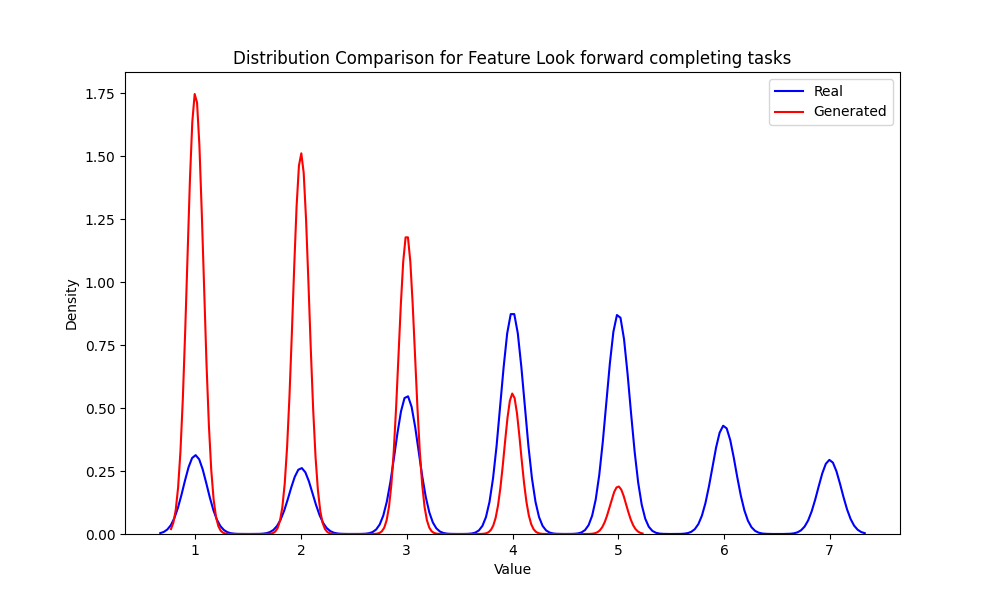 Distribution Comparison for Feature Look forward completing tasks
Real
Generated
Density
1.75
1.50
1.25
1.00
0.75
0.50
0.25
0.00
1 2 3 4 5 6 7
Value